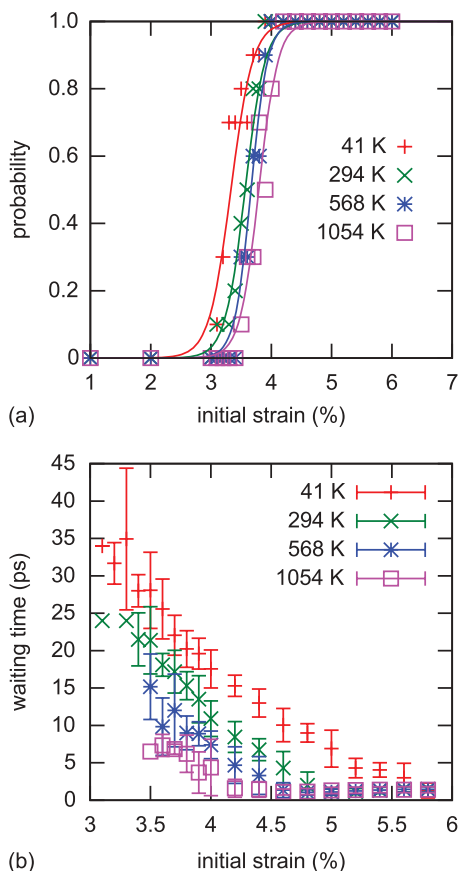 1.0
0.8
0.6
0.4
0.2
0
probability
41 K
294 K
568 K
1054 K
1 2 3 4 5 6 7
(a) initial strain (%)
45
40
35
30
25
20
15
10
5
0
waiting time (ps)
41 K
294 K
568 K
1054 K
3 3.5 4 4.5 5 5.5 6
(b) initial strain (%)